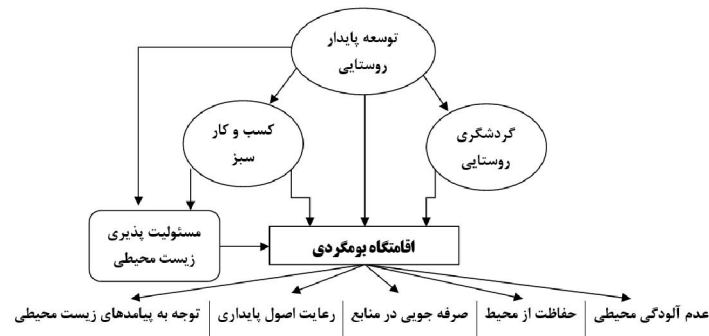 توسعه پایدار
روستایی
گردشگری
روستایی
کسب و کار
سبز
مسئولیت پذیری
زیست محیطی
اقامتگاه بومگردی
عدم آلودگی محیطی
حفاظت از محیط
صرفه جویی در منابع
رعایت اصول پایداری
توجه به پیامدهای زیست محیطی